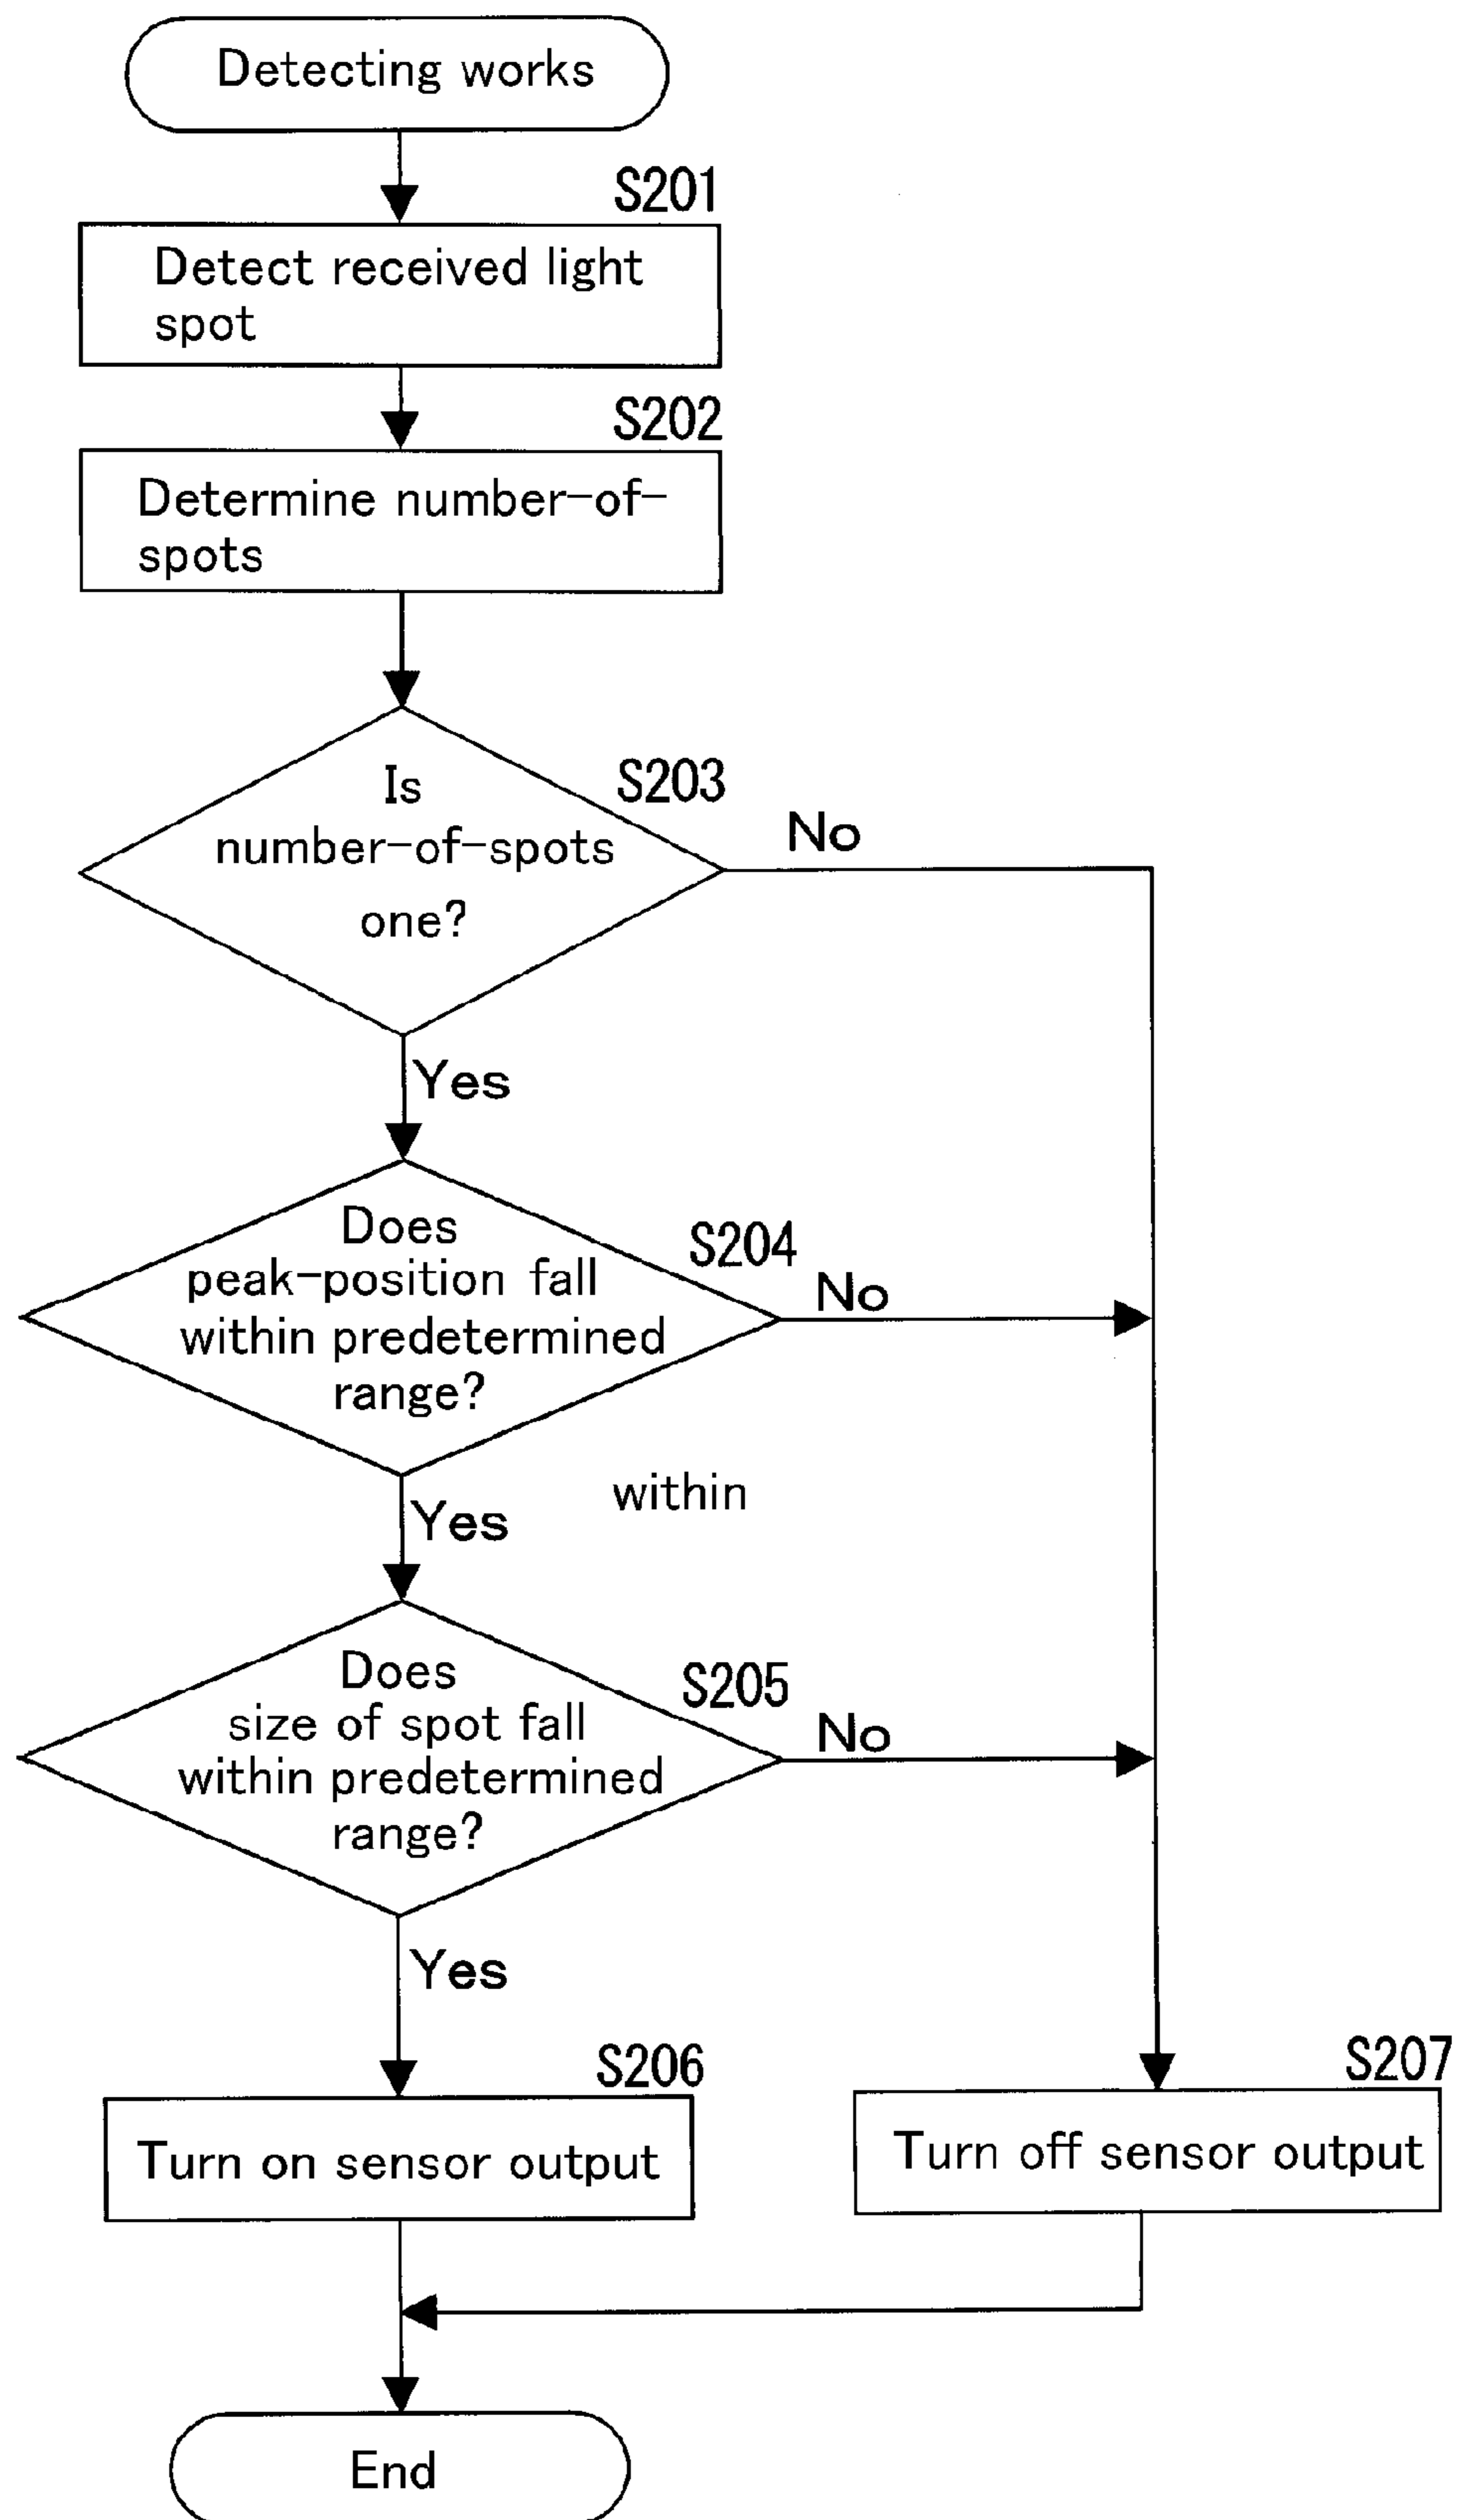 Detecting works
S201
Detect received light
spot
S202
Determine number-of-
spots
S203
Is
number-of-spots
one?
No
Yes
S204
Does
peak-position fall
within predetermined
range?
No
within
Yes
S205
Does
size of spot fall
within predetermined
range?
No
Yes
S206
Turn on sensor output
S207
Turn off sensor output
End